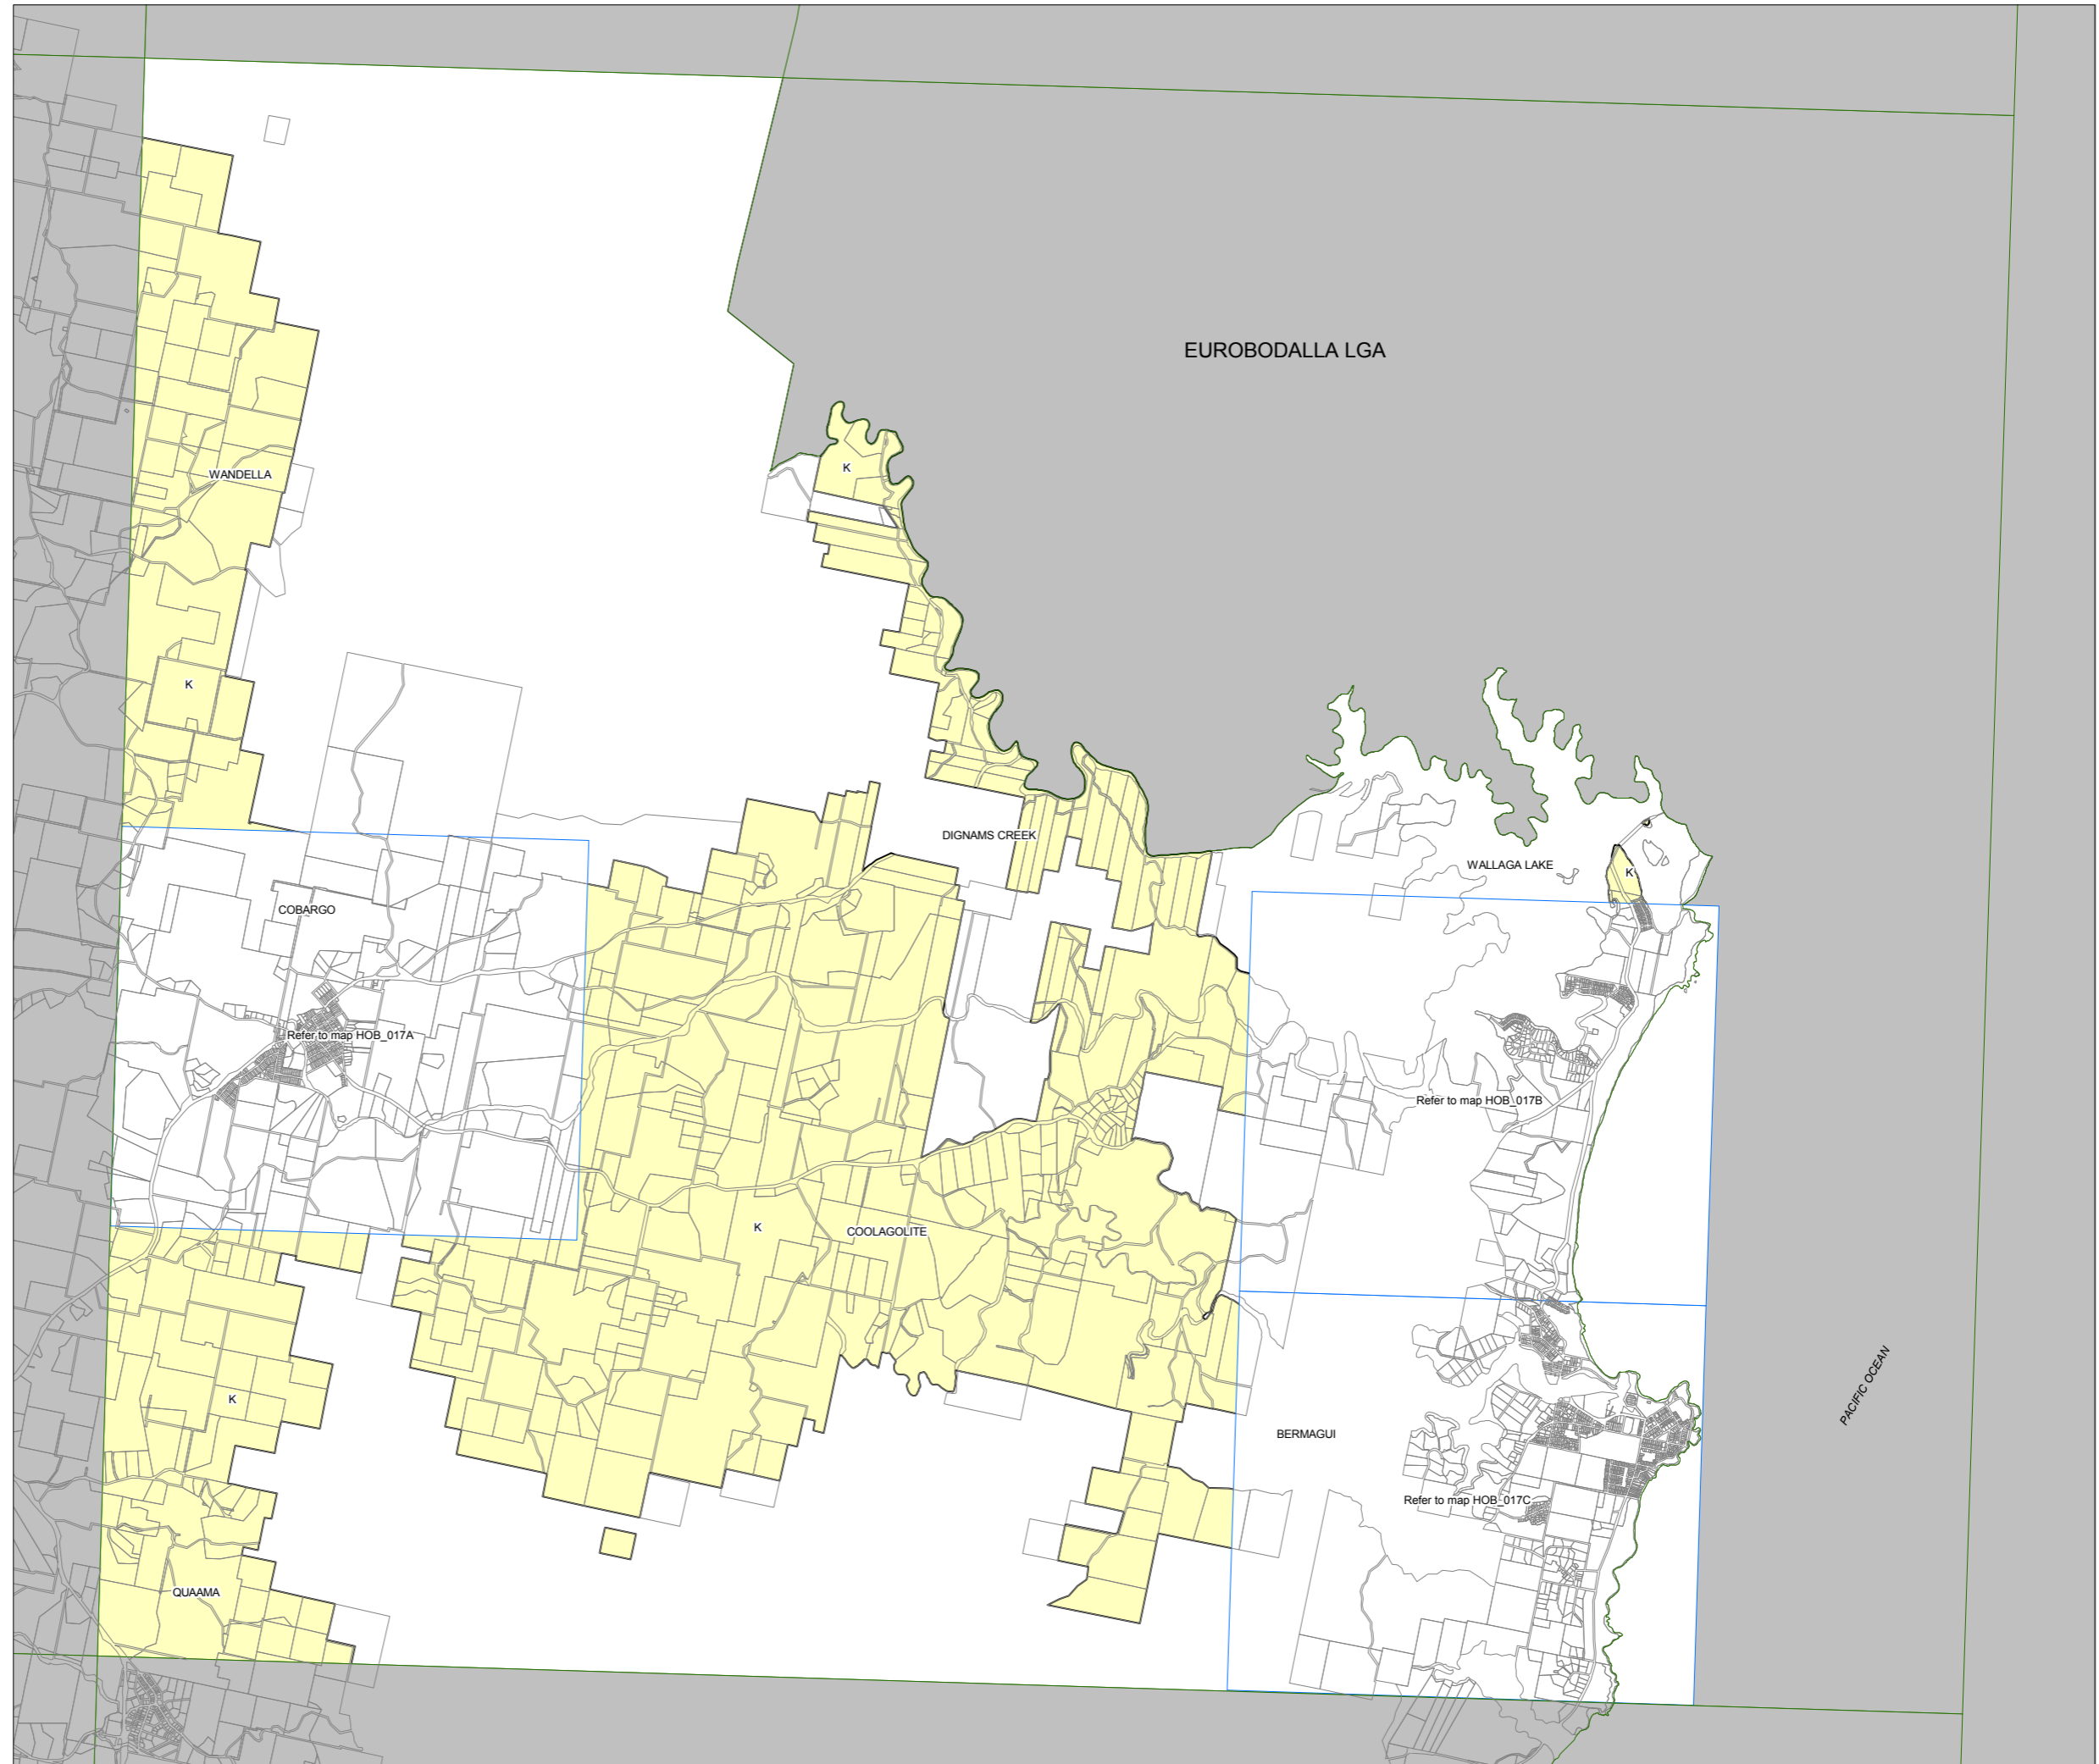 EUROBODALLA LGA
K
WANDELLA
K
DIGNAMS CREEK
WALLAGA LAKE
K
COBARGO
Refer to map HOB_017A
Refer to map HOB_017B
K
COOLAGOLITE
PACIFIC OCEAN
K
BERMAGUI
Refer to map HOB_017C
QUAAMA